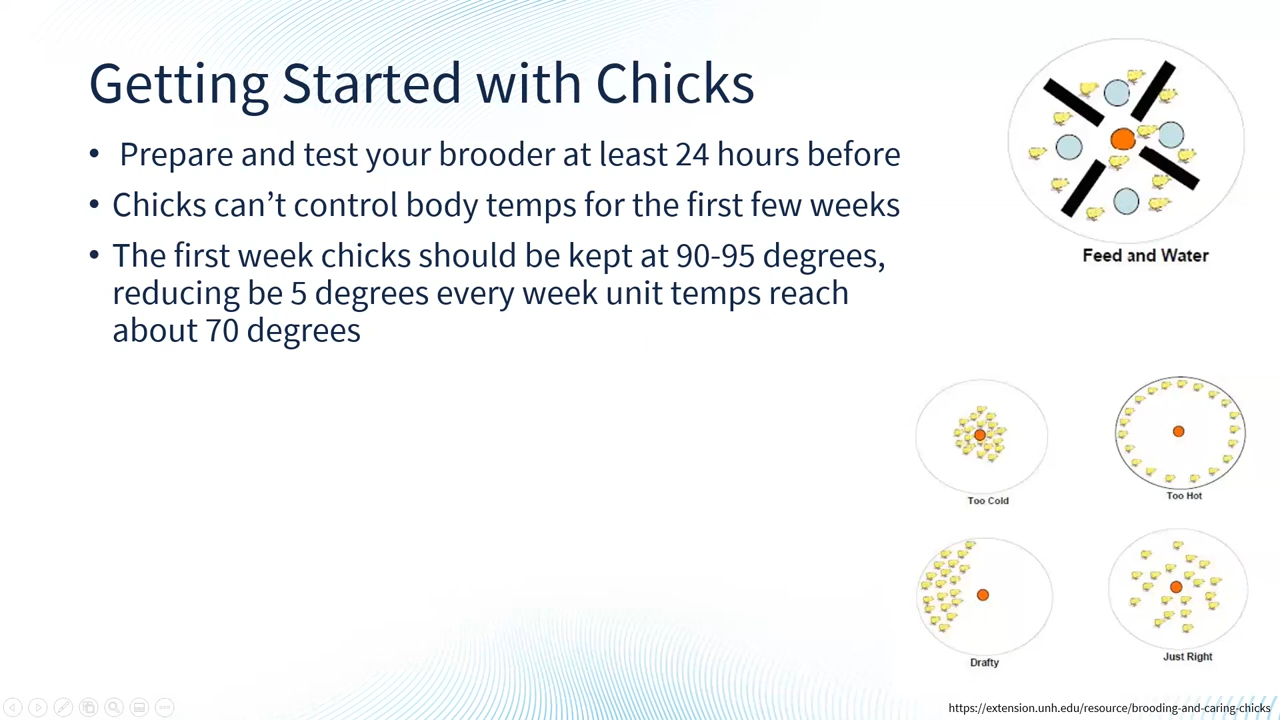 Getting Started with Chicks
• Prepare and test your brooder at least 24 hours before
• Chicks can’t control body temps for the first few weeks
• The first week chicks should be kept at 90-95 degrees,
reducing be 5 degrees every week unit temps reach
about 70 degrees
Feed and Water
Too Cold
Too Hot
Drafty
Just Right
https://extension.unh.edu/resource/brooding-and-caring-chicks